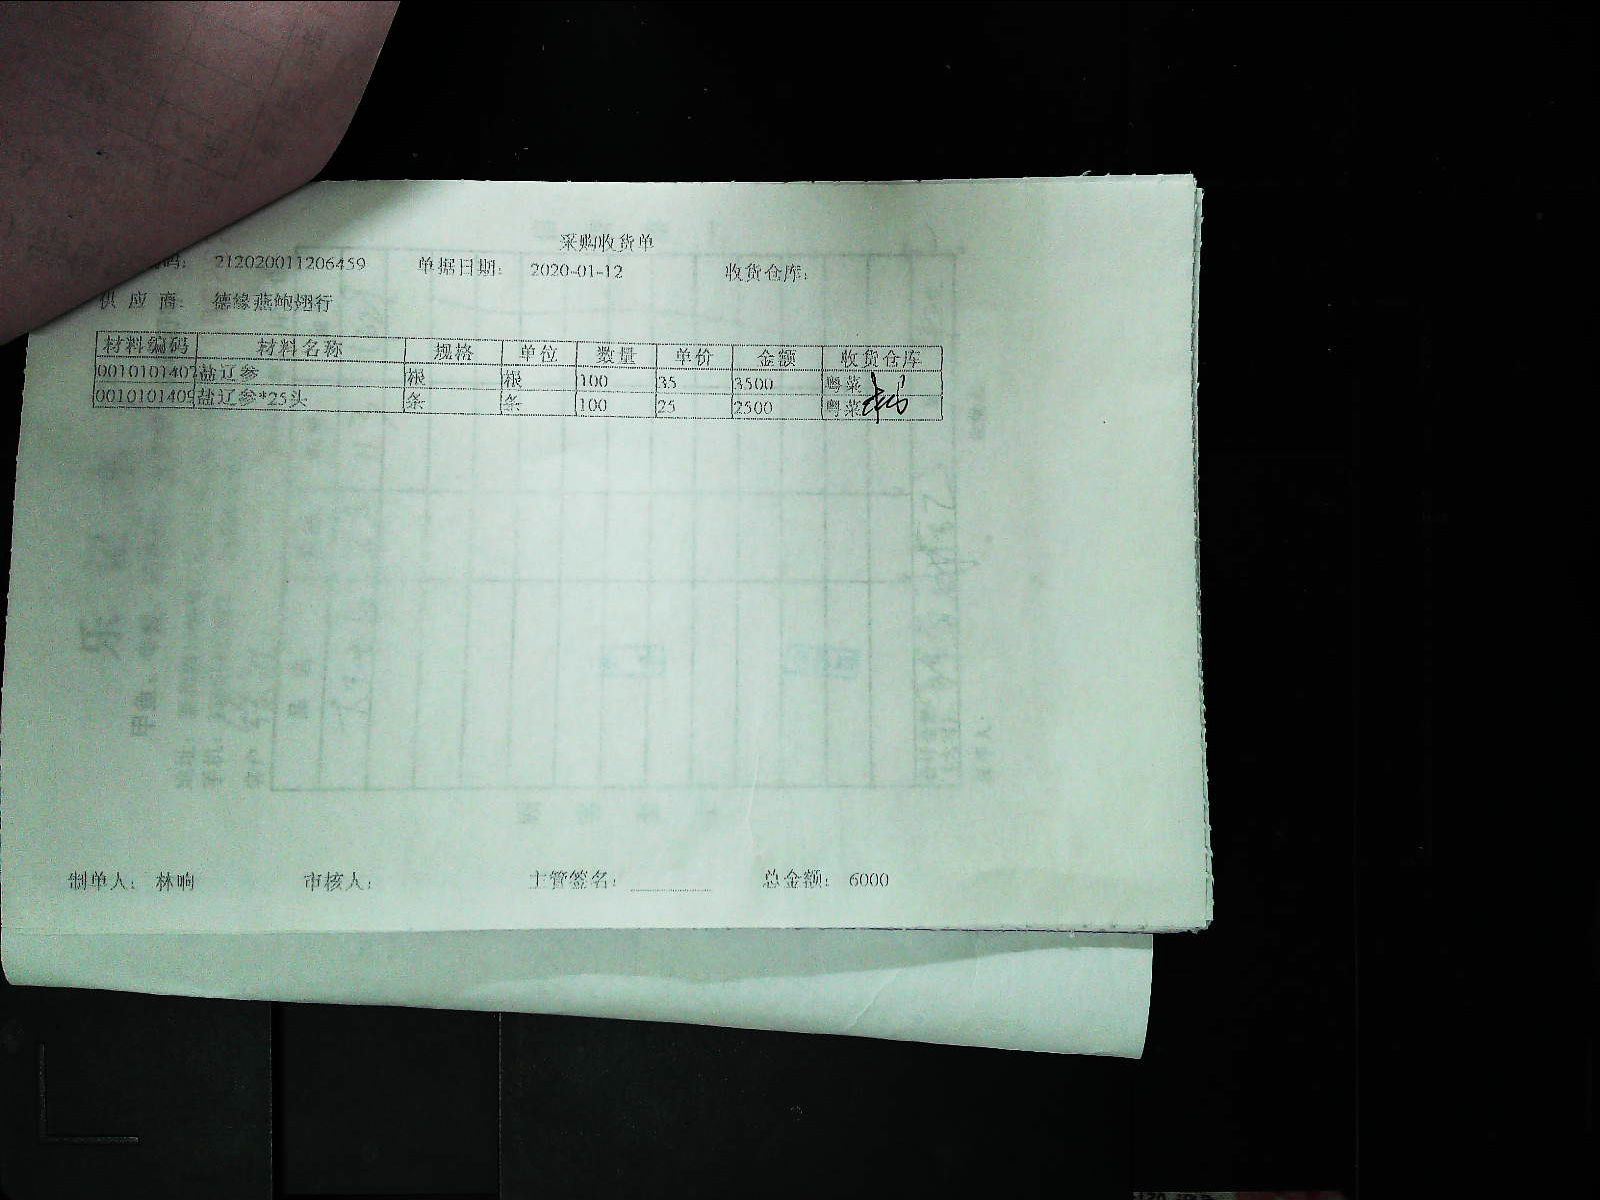 采购收货单
码: 212020011206459 单据日期: 2020-01-12 收货仓库:
供应商: 德缘燕鲍翅行
材料编码 材料名称 规格 单位 数量 单价 金额 收货仓库
0010101407 盐辽参 根 根 100 35 3500 粤菜
0010101409 盐辽参*25头 条 条 100 25 2500 粤菜
制单人: 林响 审核人: 主管签名: 总金额: 6000